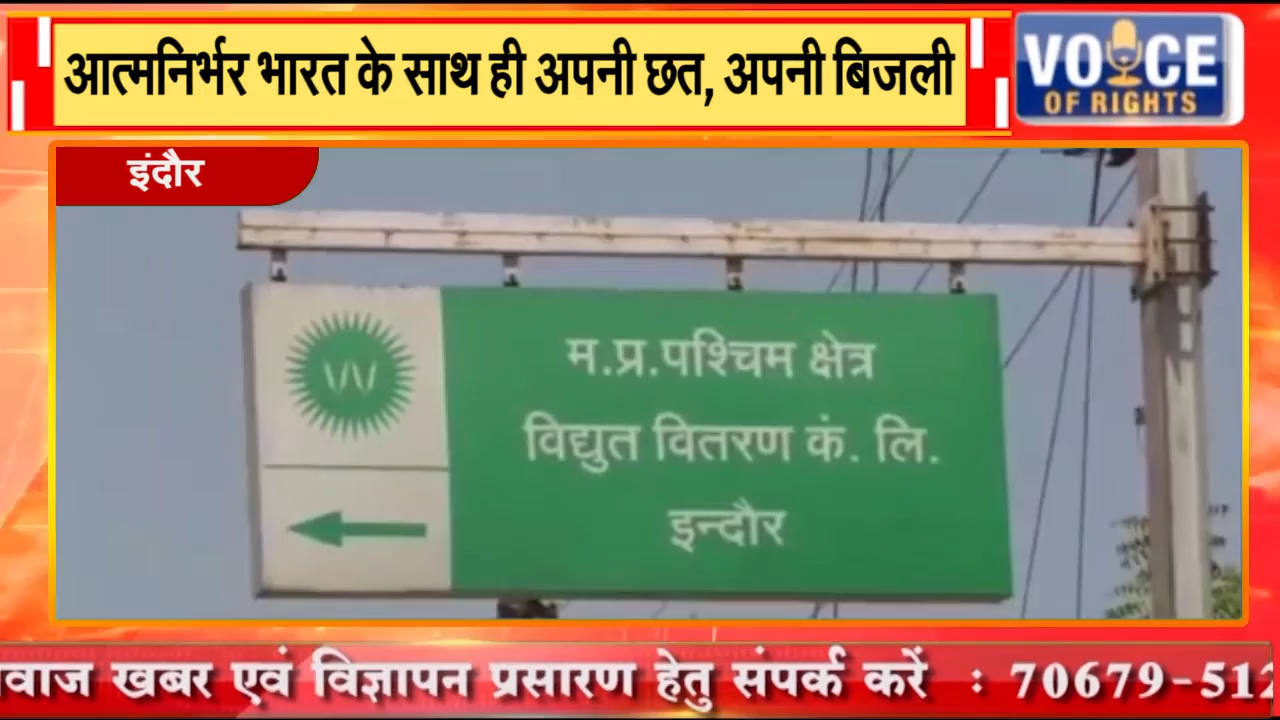 आत्मनिर्भर भारत के साथ ही अपनी छत, अपनी बिजली
VOICE
OF RIGHTS
इंदौर
म.प्र.पश्चिम क्षेत्र
विद्युत वितरण कं. लि.
इन्दौर
खबर एवं विज्ञापन प्रसारण हेतु संपर्क करें : 70679-512